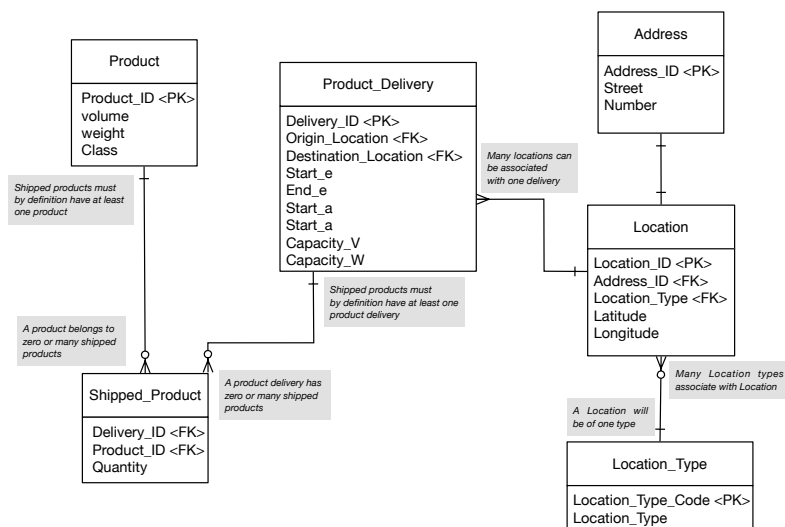 Product
Product_ID <PK>
volume
weight
Class
Shipped products must
by definition have at least
one product
A product belongs to
zero or many shipped
products
Shipped_Product
Delivery_ID <FK>
Product_ID <FK>
Quantity
Product_Delivery
Delivery_ID <PK>
Origin_Location <FK>
Destination_Location <FK>
Start_e
End_e
Start_a
Start_a
Capacity_V
Capacity_W
Shipped products must
by definition have at least one
product delivery
A product delivery has
zero or many shipped
products
Many locations can
be associated
with one delivery
Address
Address_ID <PK>
Street
Number
Location
Location_ID <PK>
Address_ID <FK>
Location_Type <FK>
Latitude
Longitude
Many Location types
associate with Location
A Location will
be of one type
Location_Type
Location_Type_Code <PK>
Location_Type